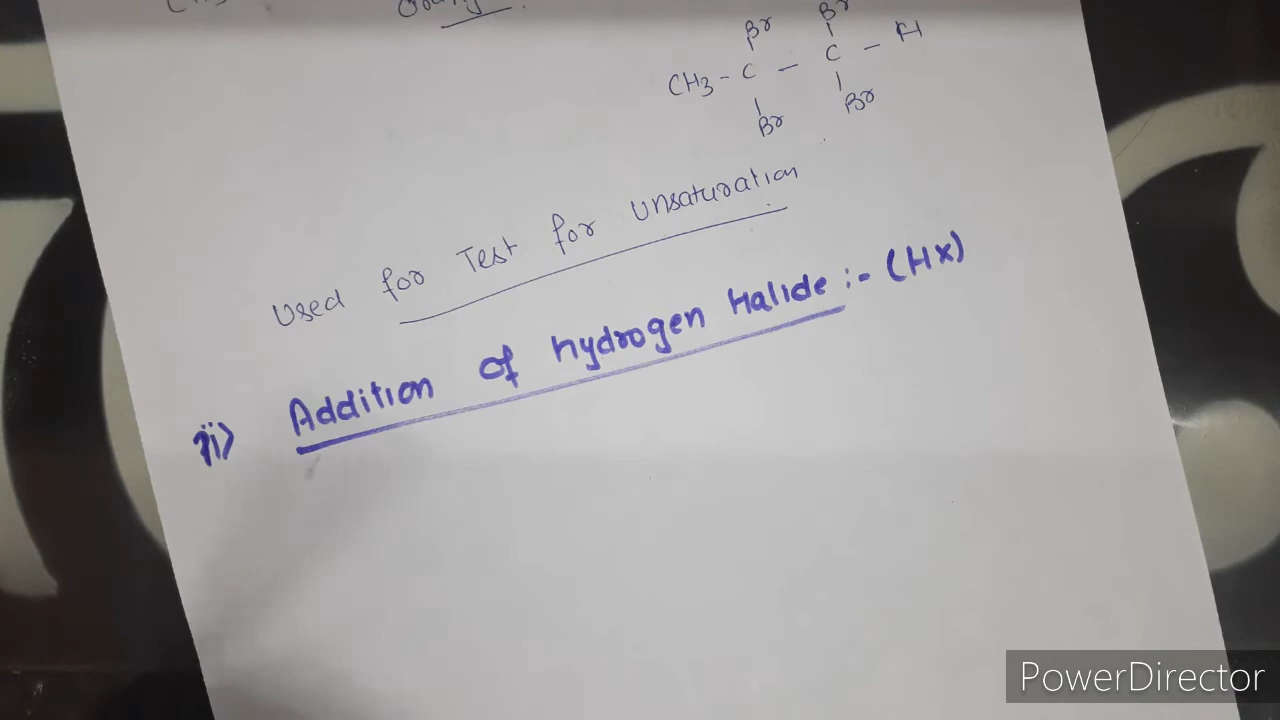 Br Br
CH3 - C - C - H
Br Br
Used for Test for Unsaturation
ii) Addition of hydrogen Halide :- (HX)
PowerDirector